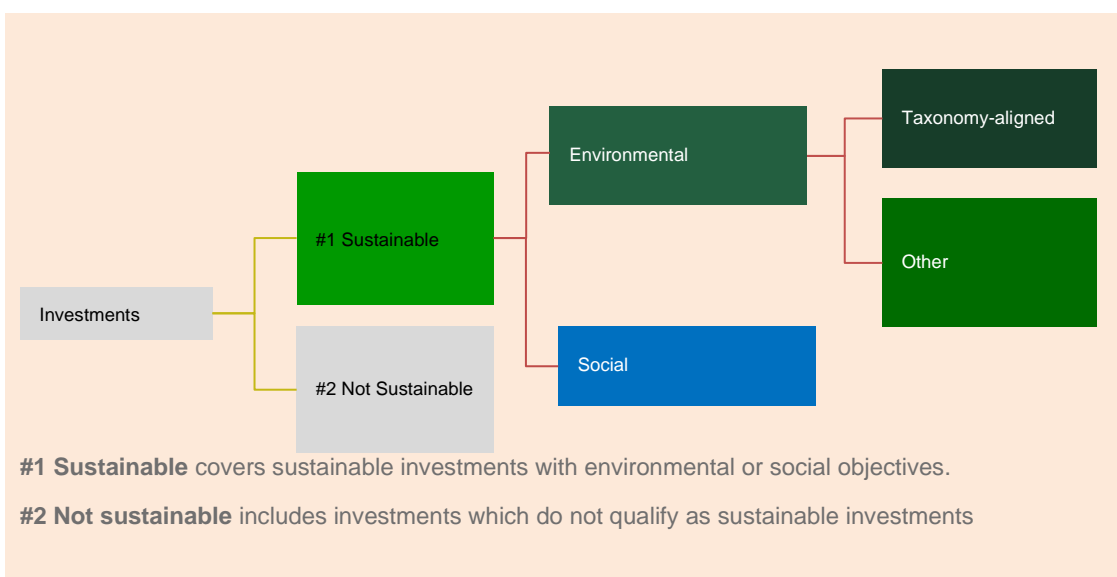 Taxonomy-aligned
Environmental
#1 Sustainable
Other
Investments
Social
#2 Not Sustainable
#1 Sustainable covers sustainable investments with environmental or social objectives.
#2 Not sustainable includes investments which do not qualify as sustainable investments